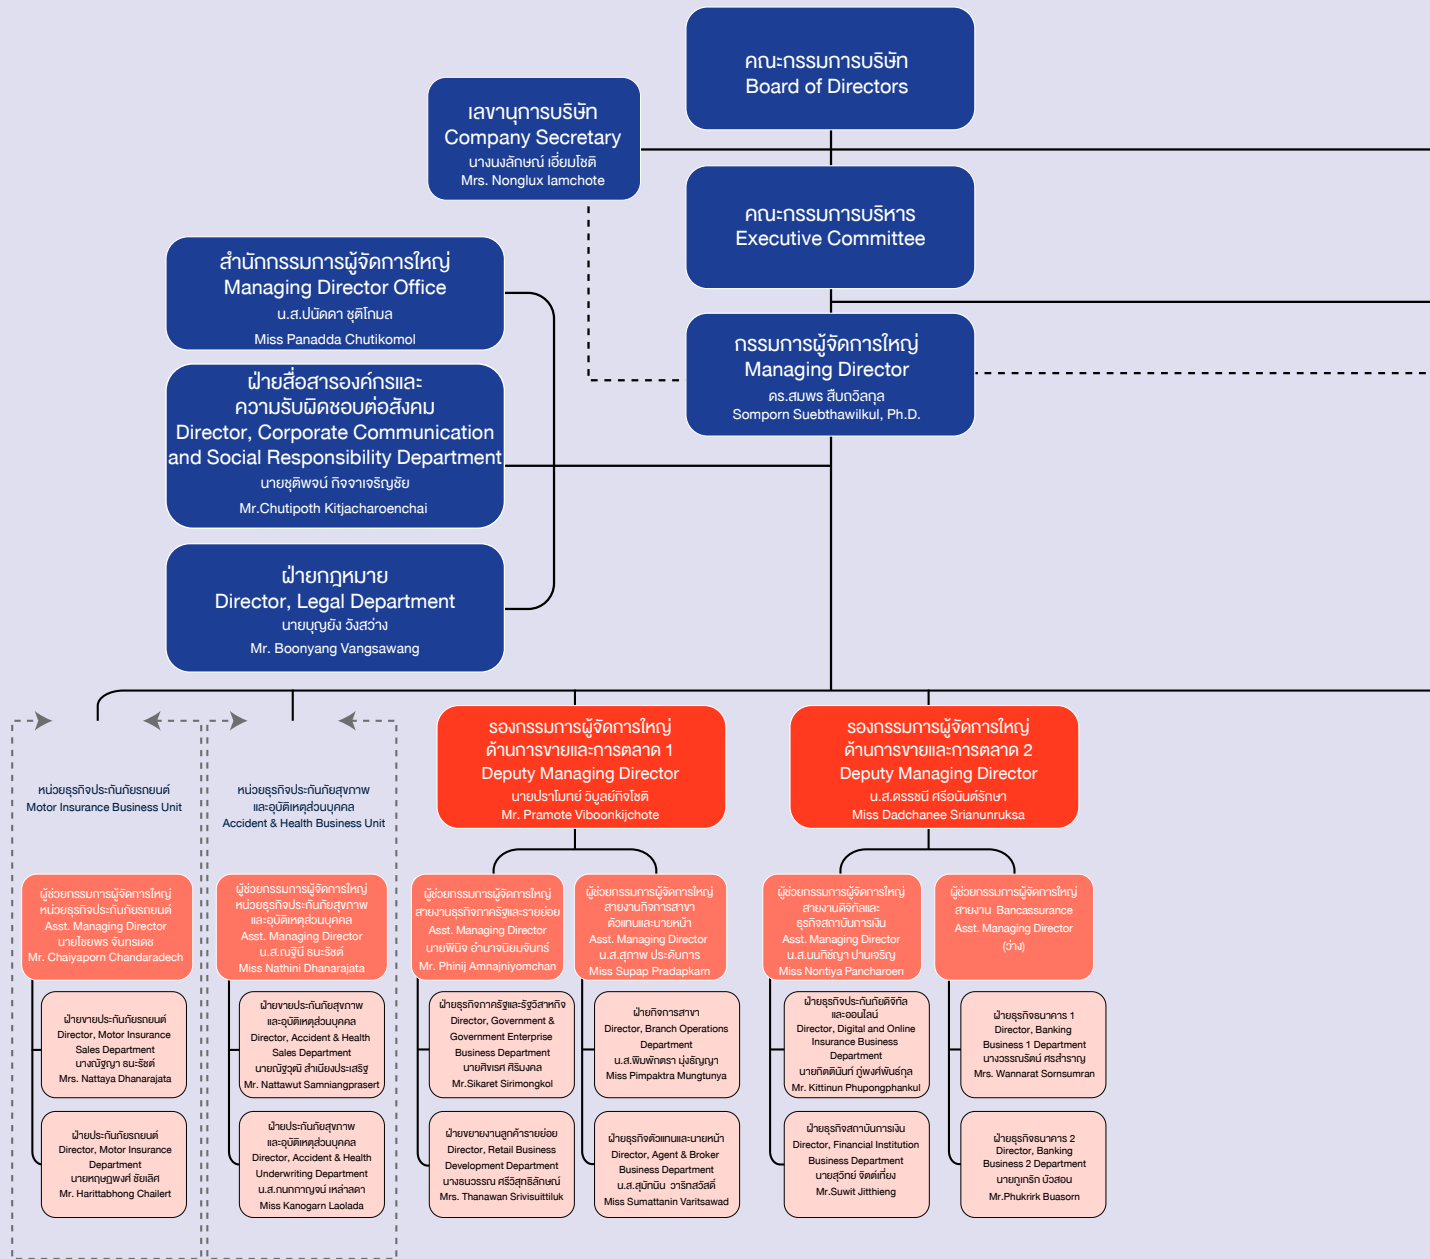 คณะกรรมการบริษัท
Board of Directors
เลขานุการบริษัท
Company Secretary
นางนงลักษณ์ เอี่ยมโชติ
Mrs. Nonglux Iamchote
คณะกรรมการบริหาร
Executive Committee
สำนักกรรมการผู้จัดการใหญ่
Managing Director Office
น.ส.ปนัดดา ชุติโกมล
Miss Panadda Chutikomol
กรรมการผู้จัดการใหญ่
Managing Director
ดร.สมพร สืบถวิลกุล
Somporn Suebthawilkul, Ph.D.
ฝ่ายสื่อสารองค์กรและ
ความรับผิดชอบต่อสังคม
Director, Corporate Communication
and Social Responsibility Department
นายชุติพจน์ กิจจาเจริญชัย
Mr.Chutipoth Kitjacharoenchai
ฝ่ายกฎหมาย
Director, Legal Department
นายบุญยัง วังสว่าง
Mr. Boonyang Vangsawang
หน่วยธุรกิจประกันภัยรถยนต์
Motor Insurance Business Unit
หน่วยธุรกิจประกันภัยสุขภาพ
และอุบัติเหตุส่วนบุคคล
Accident & Health Business Unit
รองกรรมการผู้จัดการใหญ่
ด้านการขายและการตลาด 1
Deputy Managing Director
นายปราโมทย์ วิบูลย์กิจโชติ
Mr. Pramote Viboonkijchote
รองกรรมการผู้จัดการใหญ่
ด้านการขายและการตลาด 2
Deputy Managing Director
น.ส.ดรรชนี ศรีอนันต์รักษา
Miss Dadchanee Srianunruksa
ผู้ช่วยกรรมการผู้จัดการใหญ่
หน่วยธุรกิจประกันภัยรถยนต์
Asst. Managing Director
นายไชยพร จันทรเดช
Mr. Chaiyaporn Chandaradech
ผู้ช่วยกรรมการผู้จัดการใหญ่
หน่วยธุรกิจประกันภัยสุขภาพ
และอุบัติเหตุส่วนบุคคล
Asst. Managing Director
น.ส.ณฐินี ธนะรัชต์
Miss Nathini Dhanarajata
ผู้ช่วยกรรมการผู้จัดการใหญ่
สายงานธุรกิจภาครัฐและรายย่อย
Asst. Managing Director
นายพินิจ อำนาจนิยมจันทร์
Mr. Phinij Amnajniyomchan
ผู้ช่วยกรรมการผู้จัดการใหญ่
สายงานกิจการสาขา
ตัวแทนและนายหน้า
Asst. Managing Director
น.ส.สุภาพ ประดับการ
Miss Supap Pradapkarn
ผู้ช่วยกรรมการผู้จัดการใหญ่
สายงานดิจิทัลและ
ธุรกิจสถาบันการเงิน
Asst. Managing Director
น.ส.นนทิชญา ปานเจริญ
Miss Nontiya Pancharoen
ผู้ช่วยกรรมการผู้จัดการใหญ่
สายงาน Bancassurance
Asst. Managing Director
(ว่าง)
ฝ่ายขายประกันภัยรถยนต์
Director, Motor Insurance
Sales Department
นางณัฐญา ธนะรัชต์
Mrs. Nattaya Dhanarajata
ฝ่ายขายประกันภัยสุขภาพ
และอุบัติเหตุส่วนบุคคล
Director, Accident & Health
Sales Department
นายณัฐวุฒิ สำเนียงประเสริฐ
Mr. Nattawut Samniangprasert
ฝ่ายธุรกิจภาครัฐและรัฐวิสาหกิจ
Director, Government &
Government Enterprise
Business Department
นายศิขเรศ ศิริมงคล
Mr.Sikaret Sirimongkol
ฝ่ายกิจการสาขา
Director, Branch Operations
Department
น.ส.พิมพักตรา มุ่งธัญญา
Miss Pimpaktra Mungtunya
ฝ่ายธุรกิจประกันภัยดิจิทัล
และออนไลน์
Director, Digital and Online
Insurance Business
Department
นายกิตตินันท์ ภู่พงศ์พันธ์กุล
Mr. Kittinun Phupongphankul
ฝ่ายธุรกิจธนาคาร 1
Director, Banking
Business 1 Department
นางวรรณรัตน์ ศรสำราญ
Mrs. Wannarat Sornsumran
ฝ่ายประกันภัยรถยนต์
Director, Motor Insurance
Department
นายหฤษฎพงศ์ ชัยเลิศ
Mr. Harittabhong Chailert
ฝ่ายประกันภัยสุขภาพ
และอุบัติเหตุส่วนบุคคล
Director, Accident & Health
Underwriting Department
น.ส.กนกกาญจน์ เหล่าลดา
Miss Kanogarn Laolada
ฝ่ายขยายงานลูกค้ารายย่อย
Director, Retail Business
Development Department
นางธนวรรณ ศรีวิสุทธิลักษณ์
Mrs. Thanawan Srivisuittiluk
ฝ่ายธุรกิจตัวแทนและนายหน้า
Director, Agent & Broker
Business Department
น.ส.สุมัทนิน วาริทสวัสดิ์
Miss Sumattanin Varitsawad
ฝ่ายธุรกิจสถาบันการเงิน
Director, Financial Institution
Business Department
นายสุวิทย์ จิตต์เที่ยง
Mr.Suwit Jitthieng
ฝ่ายธุรกิจธนาคาร 2
Director, Banking
Business 2 Department
นายภูเกริก บัวสอน
Mr.Phukrirk Buasorn